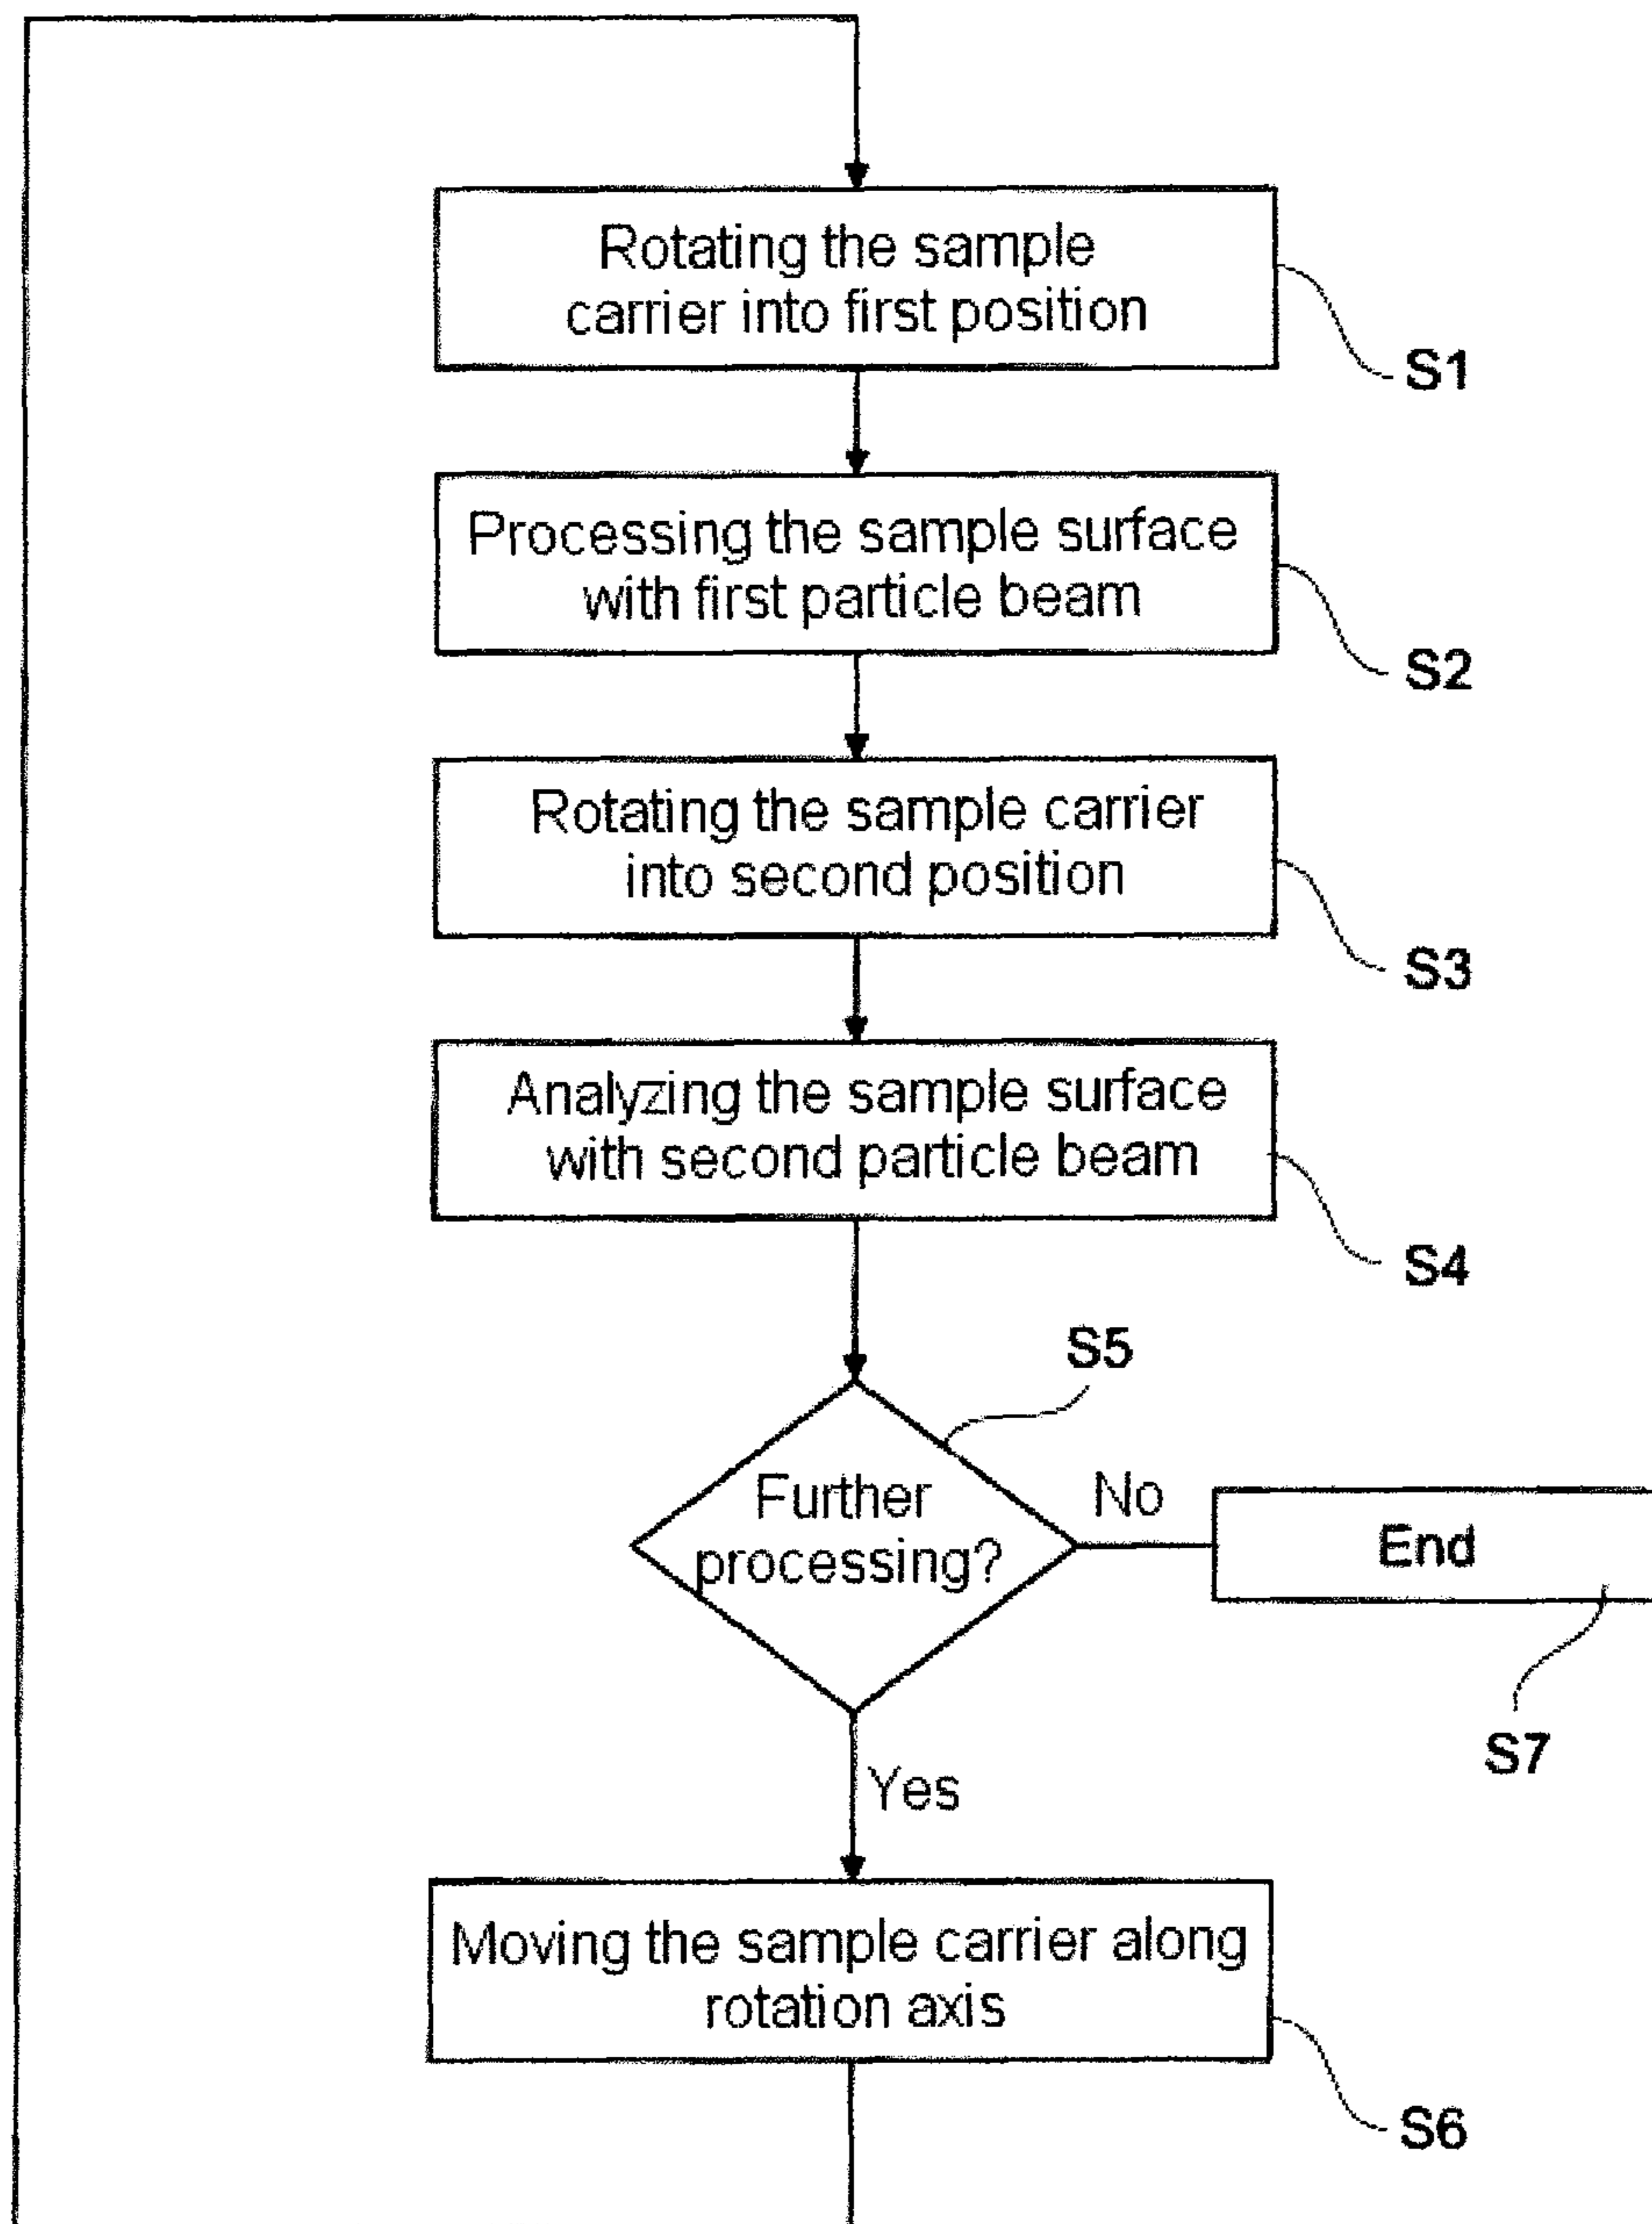 Rotating the sample
carrier into first position
S1
Processing the sample surface
with first particle beam
S2
Rotating the sample carrier
into second position
S3
Analyzing the sample surface
with second particle beam
S4
S5
Further
processing?
No
End
S7
Yes
Moving the sample carrier along
rotation axis
S6